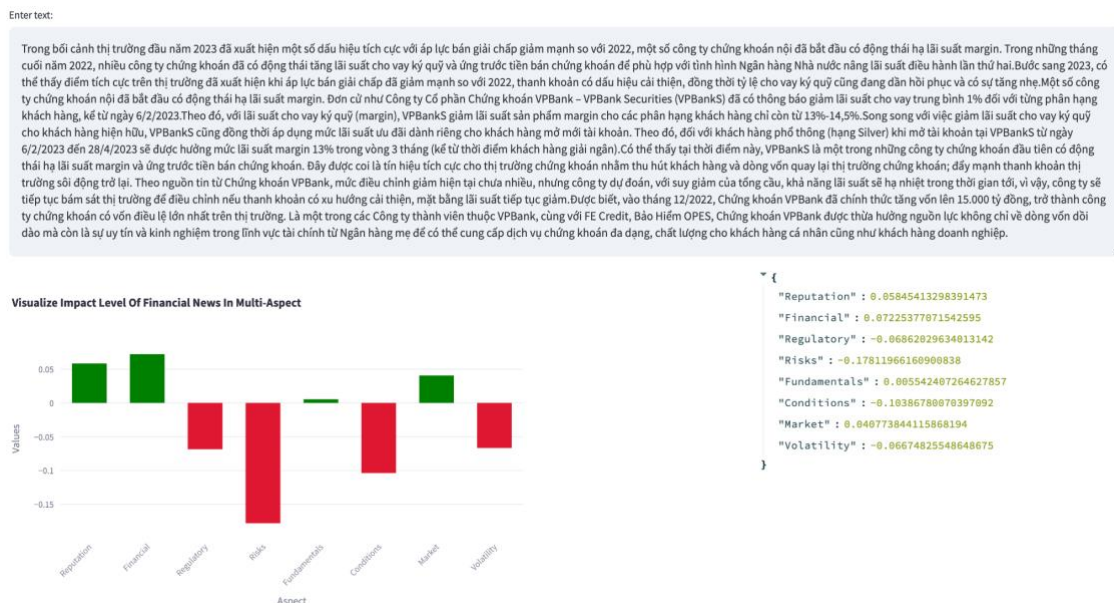 Enter text:
Trong bối cảnh thị trường đầu năm 2023 đã xuất hiện một số dấu hiệu tích cực với áp lực bán giải chấp giảm mạnh so với 2022, một số công ty chứng khoán nội đã bắt đầu có động thái hạ lãi suất margin. Trong những tháng
cuối năm 2022, nhiều công ty chứng khoán đã có động thái tăng lãi suất cho vay ký quỹ và ứng trước tiền bán chứng khoán để phù hợp với tình hình Ngân hàng Nhà nước nâng lãi suất điều hành lần thứ hai.Bước sang 2023, có
thể thấy điểm tích cực trên thị trường đã xuất hiện khi áp lực bán giải chấp đã giảm mạnh so với 2022, thanh khoản có dấu hiệu cải thiện, đồng thời tỷ lệ cho vay ký quỹ cũng đang dần hồi phục và có sự tăng nhẹ.Một số công
ty chứng khoán nội đã bắt đầu có động thái hạ lãi suất margin. Đơn cử như Công ty Cổ phần Chứng khoán VPBank – VPBank Securities (VPBankS) đã có thông báo giảm lãi suất cho vay trung bình 1% đối với từng phân hạng
khách hàng, kể từ ngày 6/2/2023.Theo đó, với lãi suất cho vay ký quỹ (margin), VPBankS giảm lãi suất sản phẩm margin cho các phân hạng khách hàng chỉ còn từ 13%-14,5%.Song song với việc giảm lãi suất cho vay ký quỹ
cho khách hàng hiện hữu, VPBankS cũng đồng thời áp dụng mức lãi suất ưu đãi dành riêng cho khách hàng mở mới tài khoản. Theo đó, đối với khách hàng phổ thông (hạng Silver) khi mở tài khoản tại VPBankS từ ngày
6/2/2023 đến 28/4/2023 sẽ được hưởng mức lãi suất margin 13% trong vòng 3 tháng (kể từ thời điểm khách hàng giải ngân).Có thể thấy tại thời điểm này, VPBankS là một trong những công ty chứng khoán đầu tiên có động
thái hạ lãi suất margin và ứng trước tiền bán chứng khoán. Đây được coi là tín hiệu tích cực cho thị trường chứng khoán nhằm thu hút khách hàng và dòng vốn quay lại thị trường chứng khoán; đẩy mạnh thanh khoản thị
trường sôi động trở lại. Theo nguồn tin từ Chứng khoán VPBank, mức điều chỉnh giảm hiện tại chưa nhiều, nhưng công ty dự đoán, với suy giảm của tổng cầu, khả năng lãi suất sẽ hạ nhiệt trong thời gian tới, vì vậy, công ty sẽ
tiếp tục bám sát thị trường để điều chỉnh nếu thanh khoản có xu hướng cải thiện, mặt bằng lãi suất tiếp tục giảm.Được biết, vào tháng 12/2022, Chứng khoán VPBank đã chính thức tăng vốn lên 15.000 tỷ đồng, trở thành công
ty chứng khoán có vốn điều lệ lớn nhất trên thị trường. Là một trong các Công ty thành viên thuộc VPBank, cùng với FE Credit, Bảo Hiểm OPES, Chứng khoán VPBank được thừa hưởng nguồn lực không chỉ về dòng vốn dồi
dào mà còn là sự uy tín và kinh nghiệm trong lĩnh vực tài chính từ Ngân hàng mẹ để có thể cung cấp dịch vụ chứng khoán đa dạng, chất lượng cho khách hàng cá nhân cũng như khách hàng doanh nghiệp.
Visualize Impact Level Of Financial News In Multi-Aspect
0.05
0
−0.05
−0.1
−0.15
Values
Reputation
Financial
Regulatory
Risks
Fundamentals
Conditions
Market
Volatility
Aspect
{
"Reputation" : 0.05845413298391473
"Financial" : 0.07225377071542595
"Regulatory" : -0.06862029634013142
"Risks" : -0.17811966160900838
"Fundamentals" : 0.005542407264627857
"Conditions" : -0.10386780070397092
"Market" : 0.040773844115868194
"Volatility" : -0.06674825548648675
}